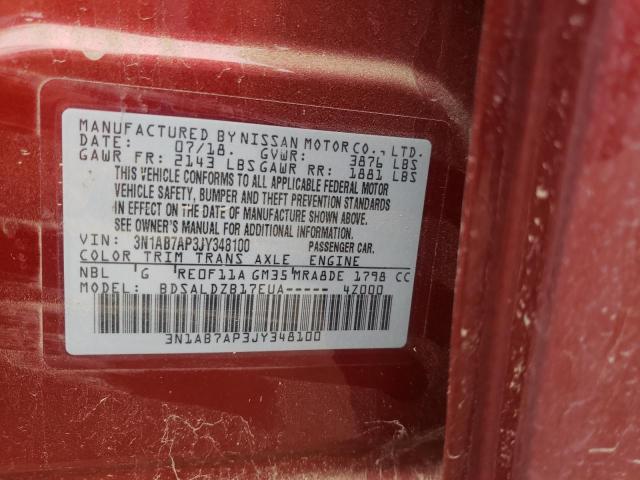 MANUFACTURED BY NISSAN MOTOR CO., LTD.
DATE: 07/18. GVWR: 3876 LBS
GAWR FR: 2143 LBS GAWR RR: 1881 LBS
THIS VEHICLE CONFORMS TO ALL APPLICABLE FEDERAL MOTOR
VEHICLE SAFETY, BUMPER AND THEFT PREVENTION STANDARDS
IN EFFECT ON THE DATE OF MANUFACTURE SHOWN ABOVE.
SEE OWNER'S MANUAL FOR ADDITIONAL INFORMATION.
VIN: 3N1AB7AP3JY348100 PASSENGER CAR.
COLOR TRIM TRANS AXLE ENGINE
NBL G RE0F11A GM35 MRA8DE 1798 CC
MODEL: BDSALDZB17EUA----- 4Z000
3N1AB7AP3JY348100